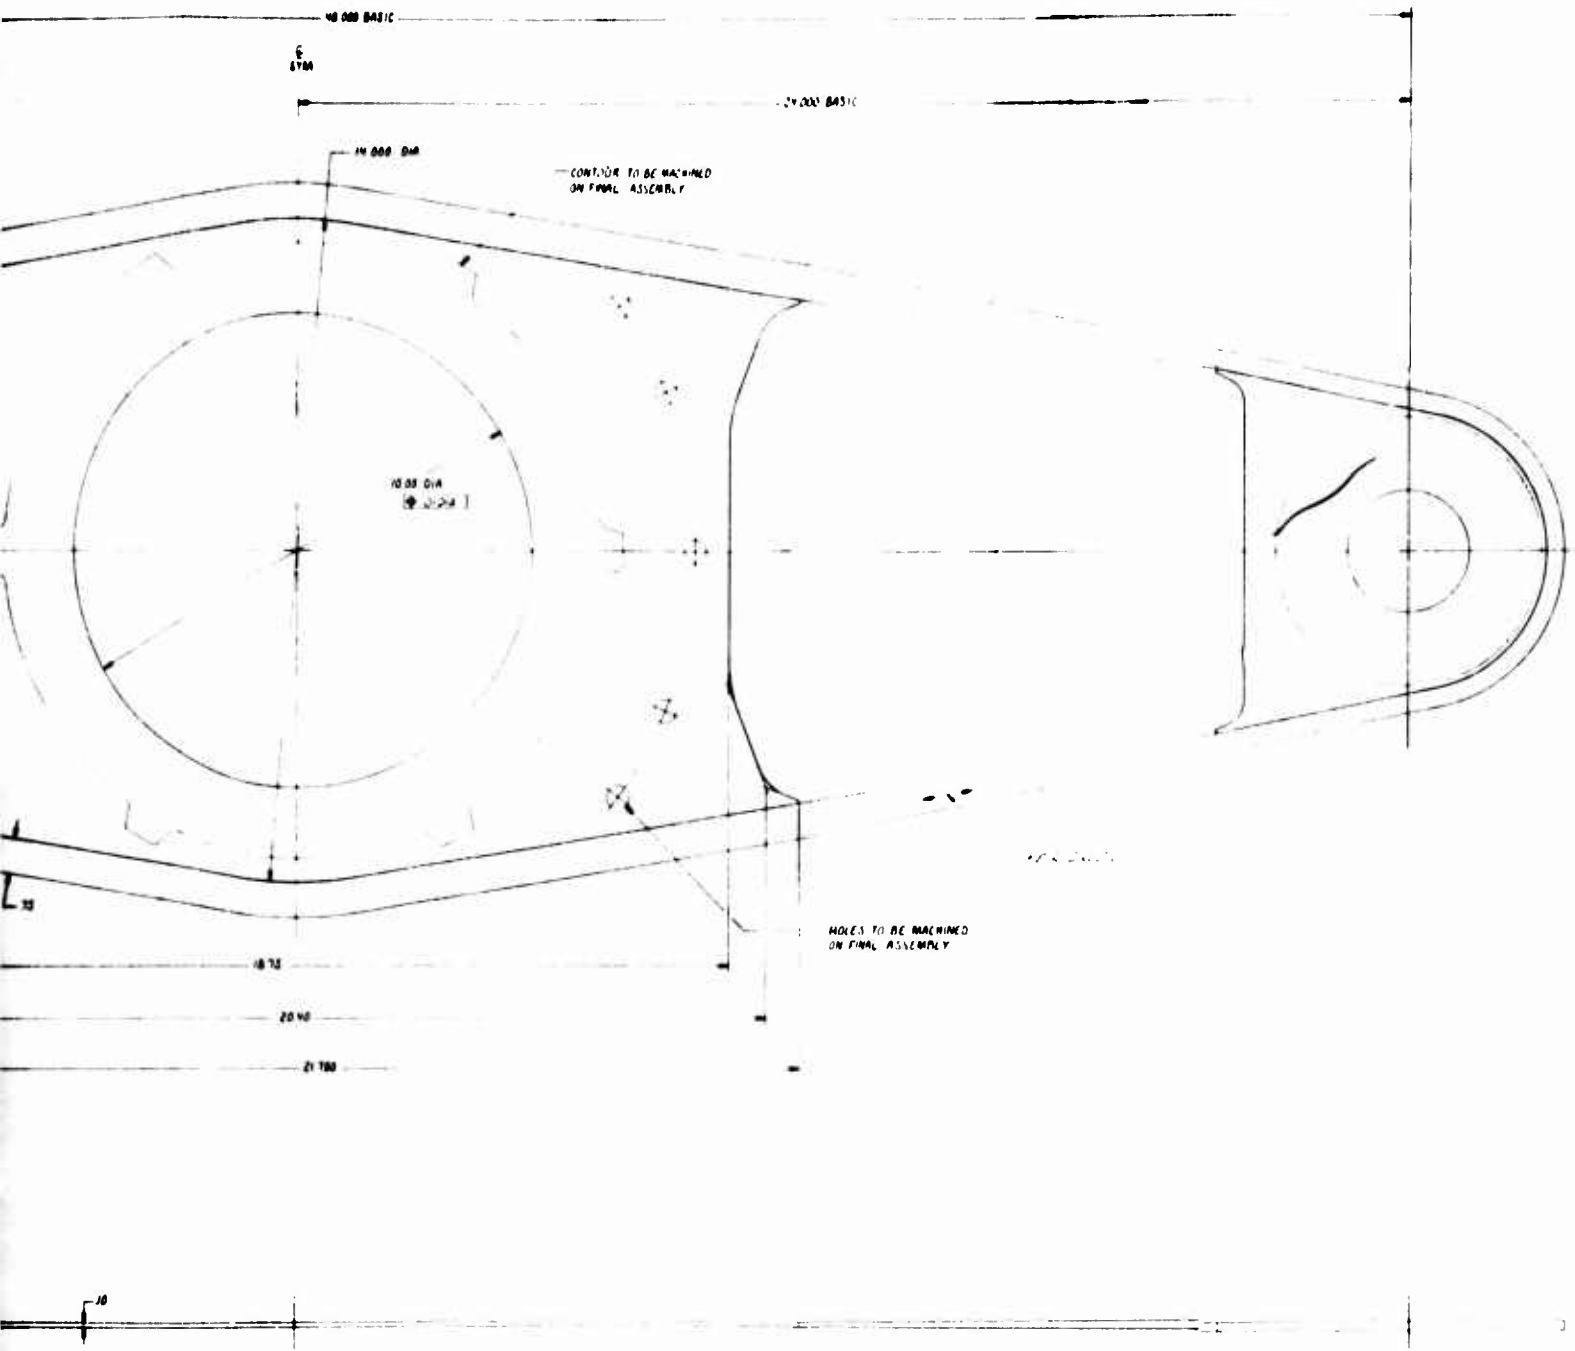 48.000 BASIC
℄
SYM
24.000 BASIC
14.000 DIA
CONTOUR TO BE MACHINED
ON FINAL ASSEMBLY
10.00 DIA
HOLES TO BE MACHINED
ON FINAL ASSEMBLY
18.75
20.40
21.780
.10